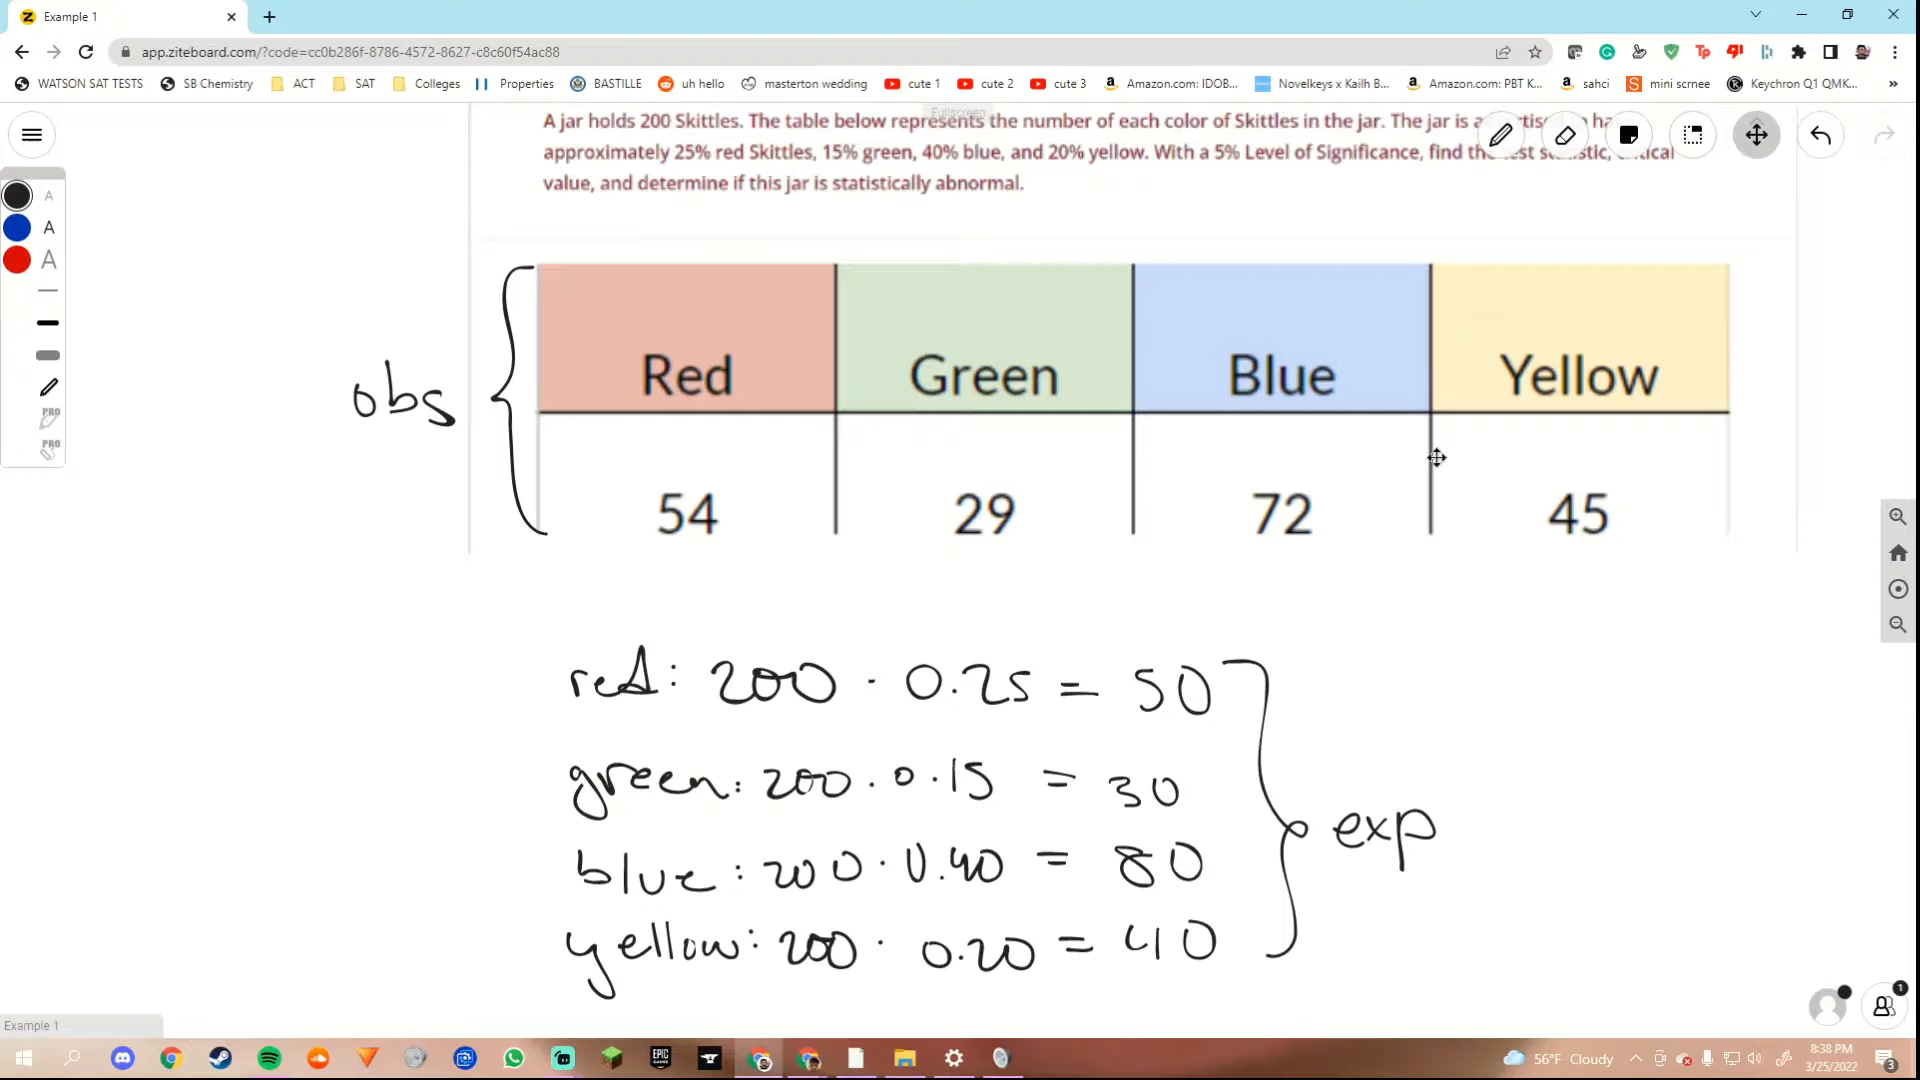 Example 1
app.ziteboard.com/?code=cc0b286f-8786-4572-8627-c8c60f54ac88
WATSON SAT TESTS SB Chemistry ACT SAT Colleges Properties BASTILLE uh hello masterton wedding cute 1 cute 2 cute 3 Amazon.com: IDOB... Novelkeys x Kailh B... Amazon.com: PBT K... sahci mini scrnee Keychron Q1 QMK...
Fullscreen
A jar holds 200 Skittles. The table below represents the number of each color of Skittles in the jar. The jar is
approximately 25% red Skittles, 15% green, 40% blue, and 20% yellow. With a 5% Level of Significance, find the
value, and determine if this jar is statistically abnormal.
A
A
A
PRO
PRO
Red Green Blue Yellow
obs
54 29 72 45
red: 200 · 0.25 = 50
green: 200 · 0.15 = 30
exp
blue: 200 · 0.40 = 80
yellow: 200 · 0.20 = 40
1
Example 1
EPIC GAMES
56°F Cloudy
8:38 PM
3/25/2022
3